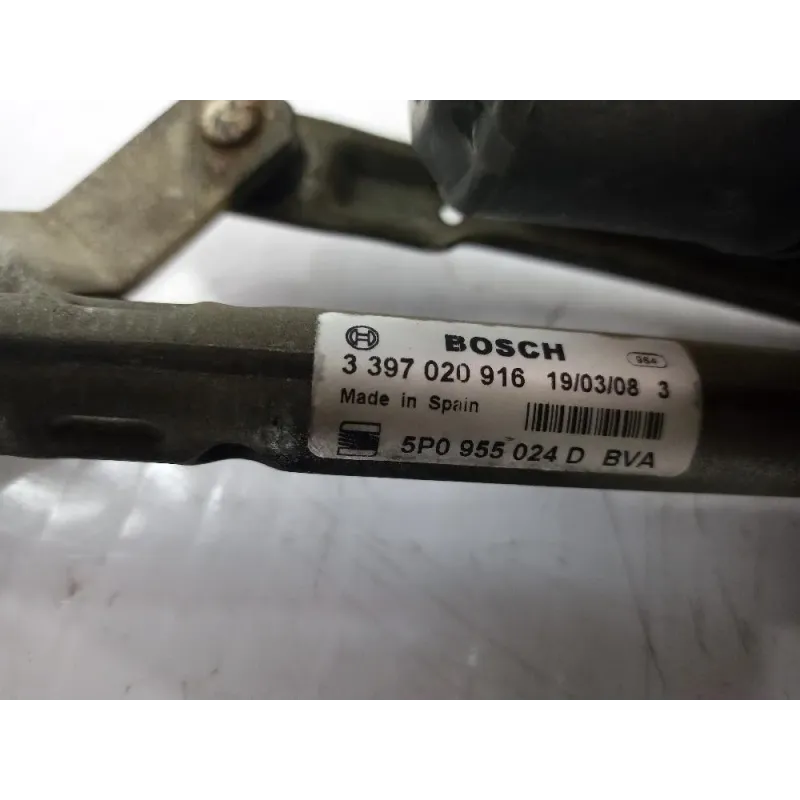 BOSCH
3 397 020 916 19/03/08 3
Made in Spain
5P0 955 024 D BVA